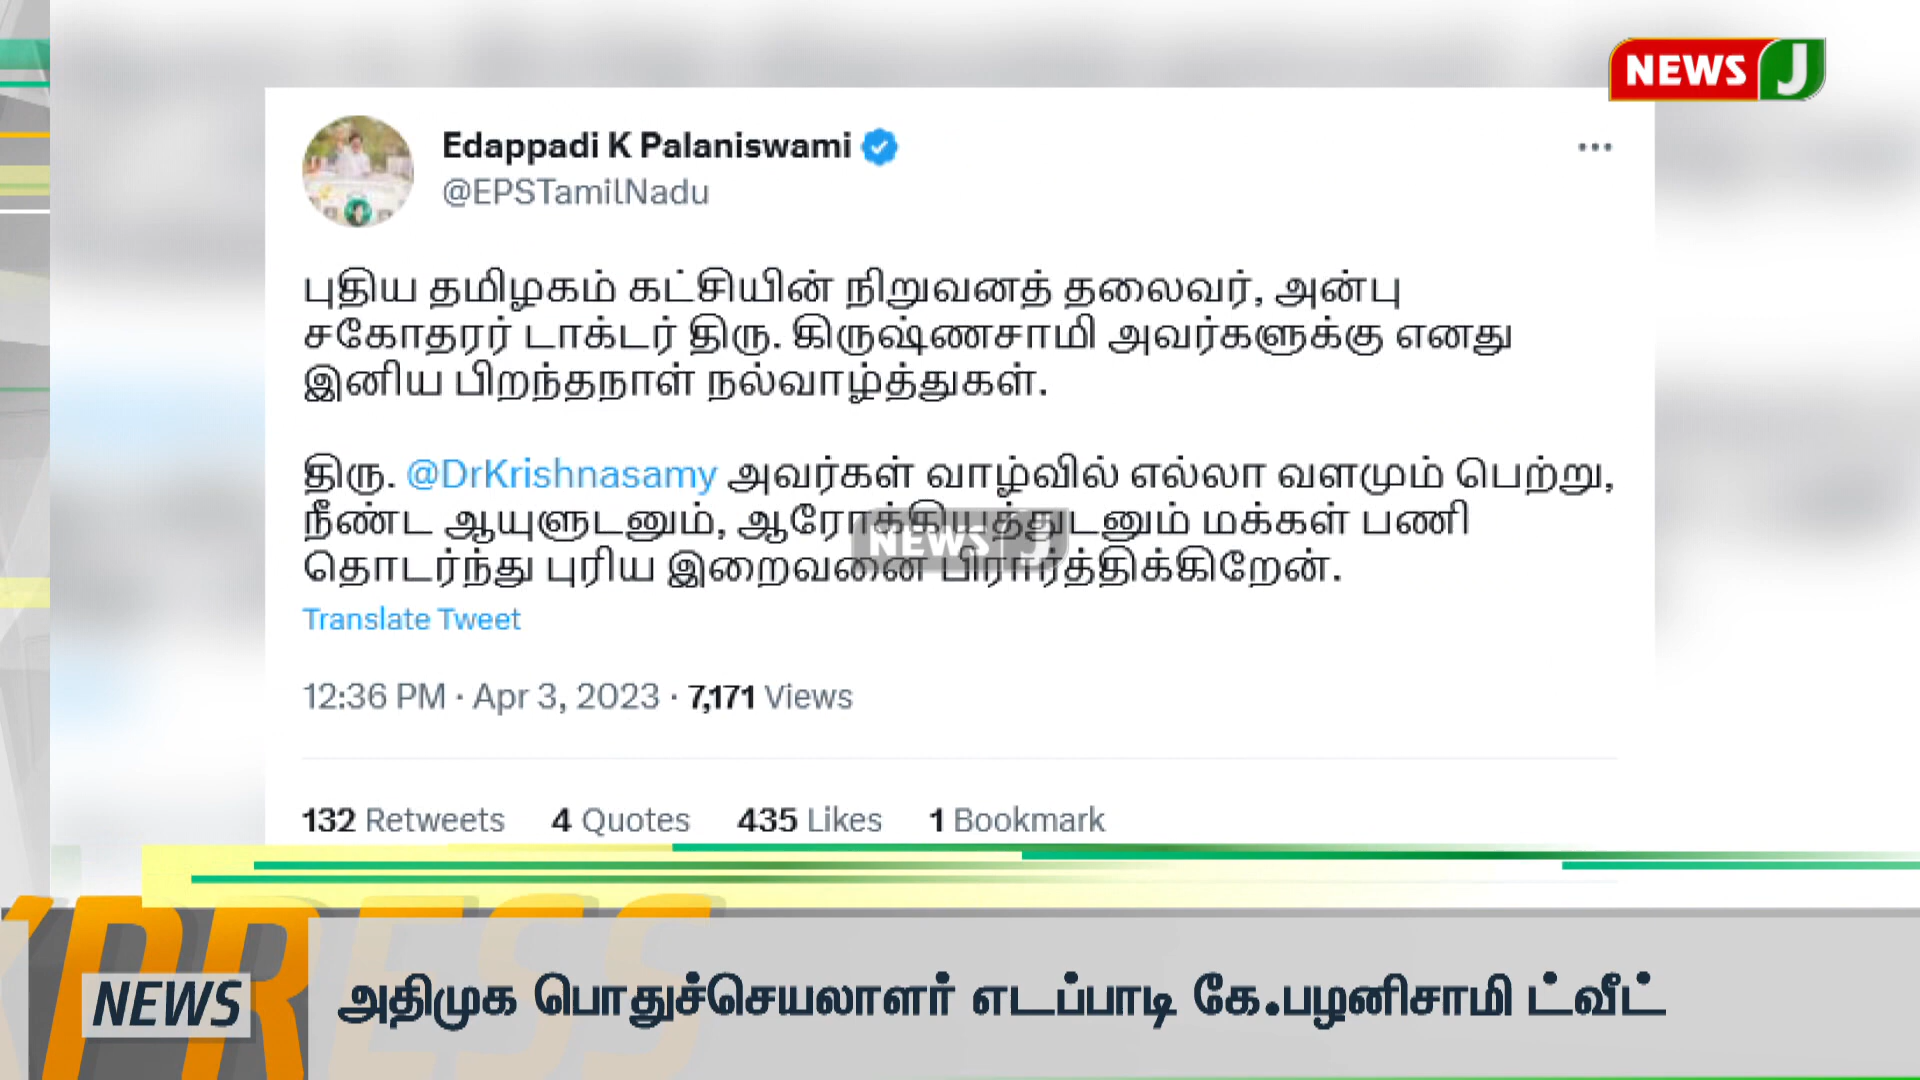 NEWS J
Edappadi K Palaniswami
@EPSTamilNadu
புதிய தமிழகம் கட்சியின் நிறுவனத் தலைவர், அன்பு
சகோதரர் டாக்டர் திரு. கிருஷ்ணசாமி அவர்களுக்கு எனது
இனிய பிறந்தநாள் நல்வாழ்த்துகள்.
திரு. @DrKrishnasamy அவர்கள் வாழ்வில் எல்லா வளமும் பெற்று,
நீண்ட ஆயுளுடனும், ஆரோக்கியத்துடனும் மக்கள் பணி
தொடர்ந்து புரிய இறைவனை பிரார்த்திக்கிறேன்.
NEWS J
Translate Tweet
12:36 PM · Apr 3, 2023 · 7,171 Views
132 Retweets 4 Quotes 435 Likes 1 Bookmark
XPRESS
NEWS
அதிமுக பொதுச்செயலாளர் எடப்பாடி கே.பழனிசாமி ட்வீட்